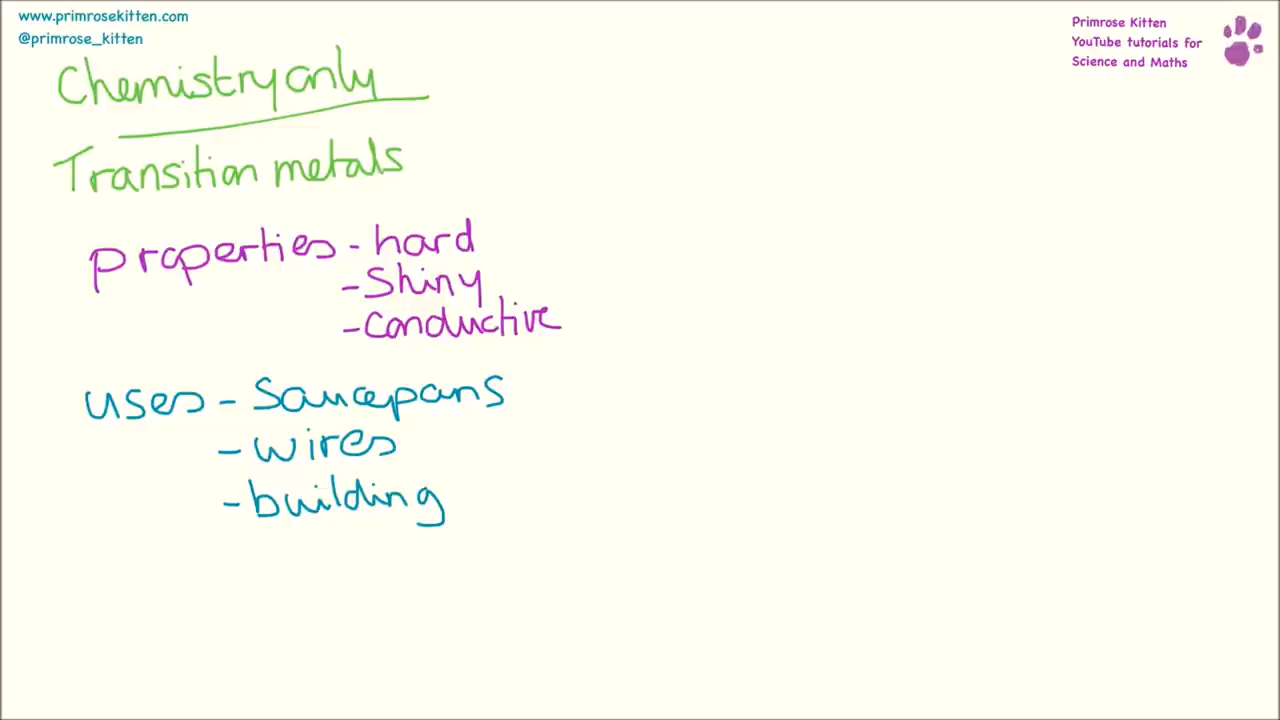 www.primrosekitten.com
@primrose_kitten
Primrose Kitten
YouTube tutorials for
Science and Maths
Chemistry only
Transition metals
properties - hard
- Shiny
- Conductive
uses - Saucepans
- wires
- building